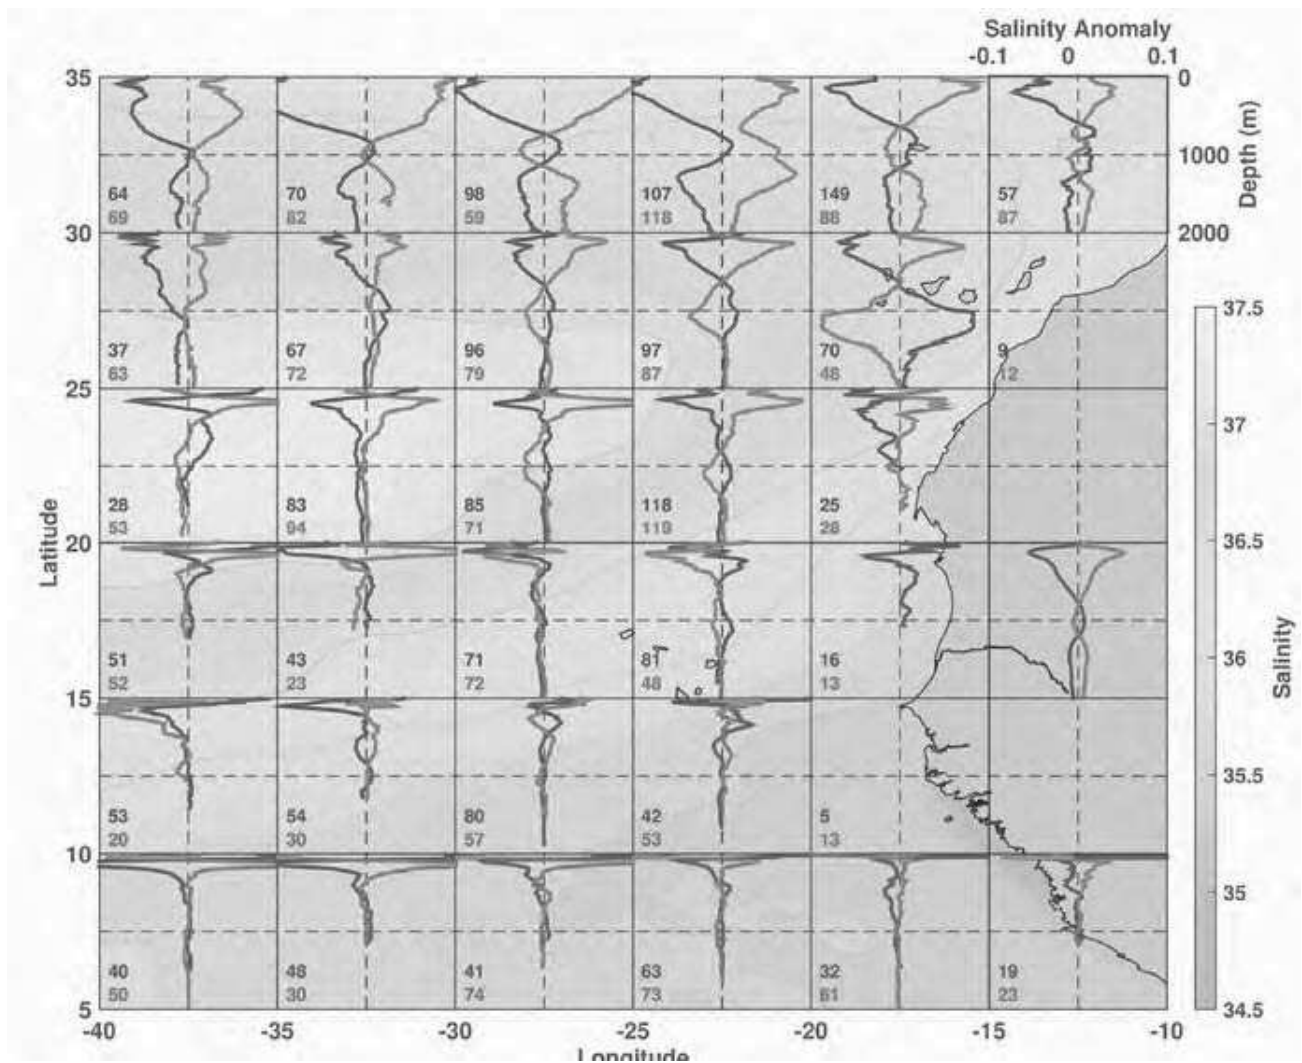 Salinity Anomaly
-0.1 0 0.1
35 0
1000
64 70 98 107 149 57
69 82 59 118 88 87
Depth (m)
30 2000
37.5
37 67 96 97 70 9
63 72 79 87 48 12
25
37
28 83 85 118 25
53 94 71 119 28
Latitude
20 36.5
51 43 71 81 16 36
52 23 72 48 13
Salinity
15
35.5
53 54 80 42 5
20 30 57 53 13
10
35
40 48 41 63 32 19
50 30 74 73 61 23
5 34.5
-40 -35 -30 -25 -20 -15 -10
Longitude